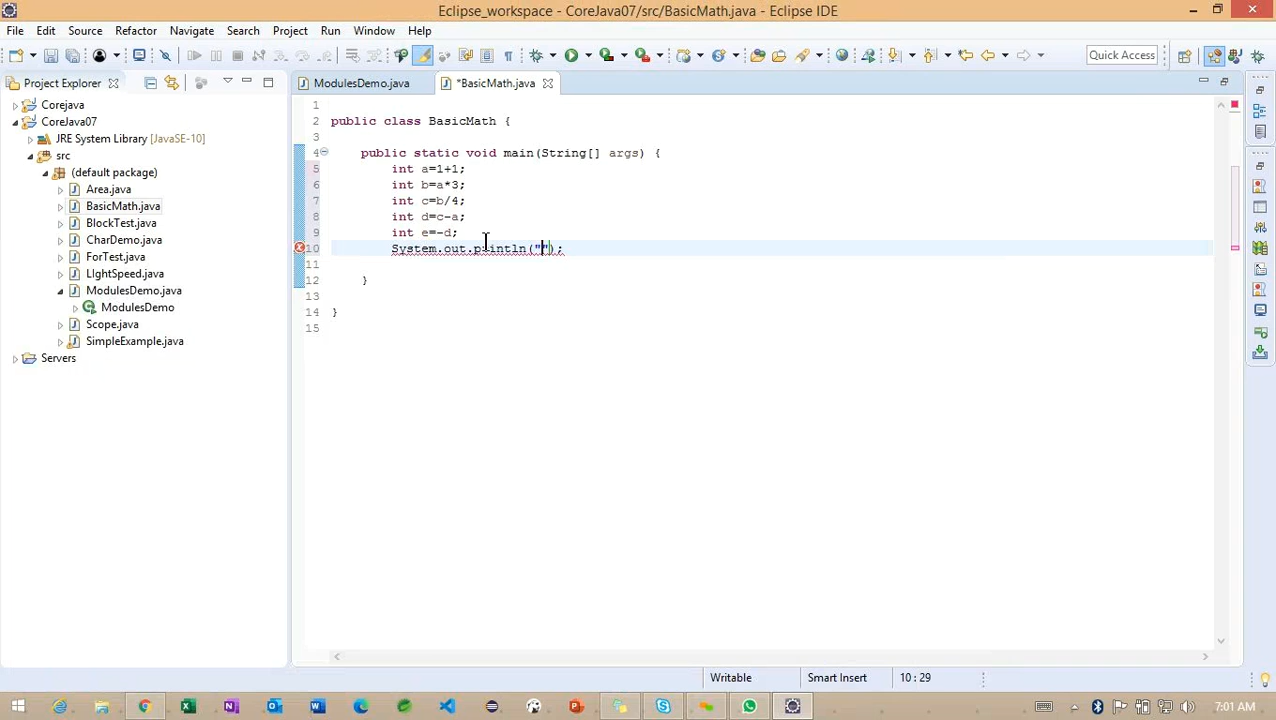 Eclipse_workspace - CoreJava07/src/BasicMath.java - Eclipse IDE
File Edit Source Refactor Navigate Search Project Run Window Help
Quick Access
Project Explorer
ModulesDemo.java
*BasicMath.java
Corejava
CoreJava07
JRE System Library [JavaSE-10]
src
(default package)
Area.java
BasicMath.java
BlockTest.java
CharDemo.java
ForTest.java
LIghtSpeed.java
ModulesDemo.java
ModulesDemo
Scope.java
SimpleExample.java
Servers
1
2 public class BasicMath {
3
4 public static void main(String[] args) {
5 int a=1+1;
6 int b=a*3;
7 int c=b/4;
8 int d=c-a;
9 int e=-d;
10 System.out.println("");
11
12 }
13
14 }
15
Writable
Smart Insert
10 : 29
7:01 AM